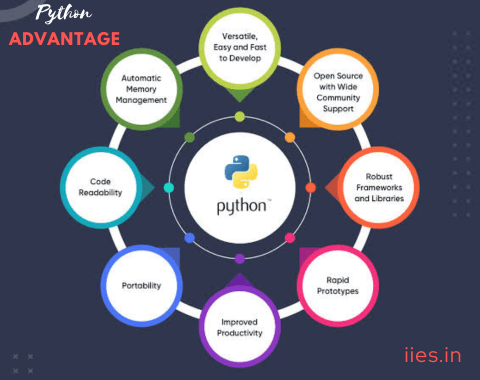 Python
ADVANTAGE
Versatile,
Easy and Fast
to Develop
Open Source
with Wide
Community
Support
Robust
Frameworks
and Libraries
Rapid
Prototypes
Improved
Productivity
Portability
Code
Readability
Automatic
Memory
Management
python™
iies.in